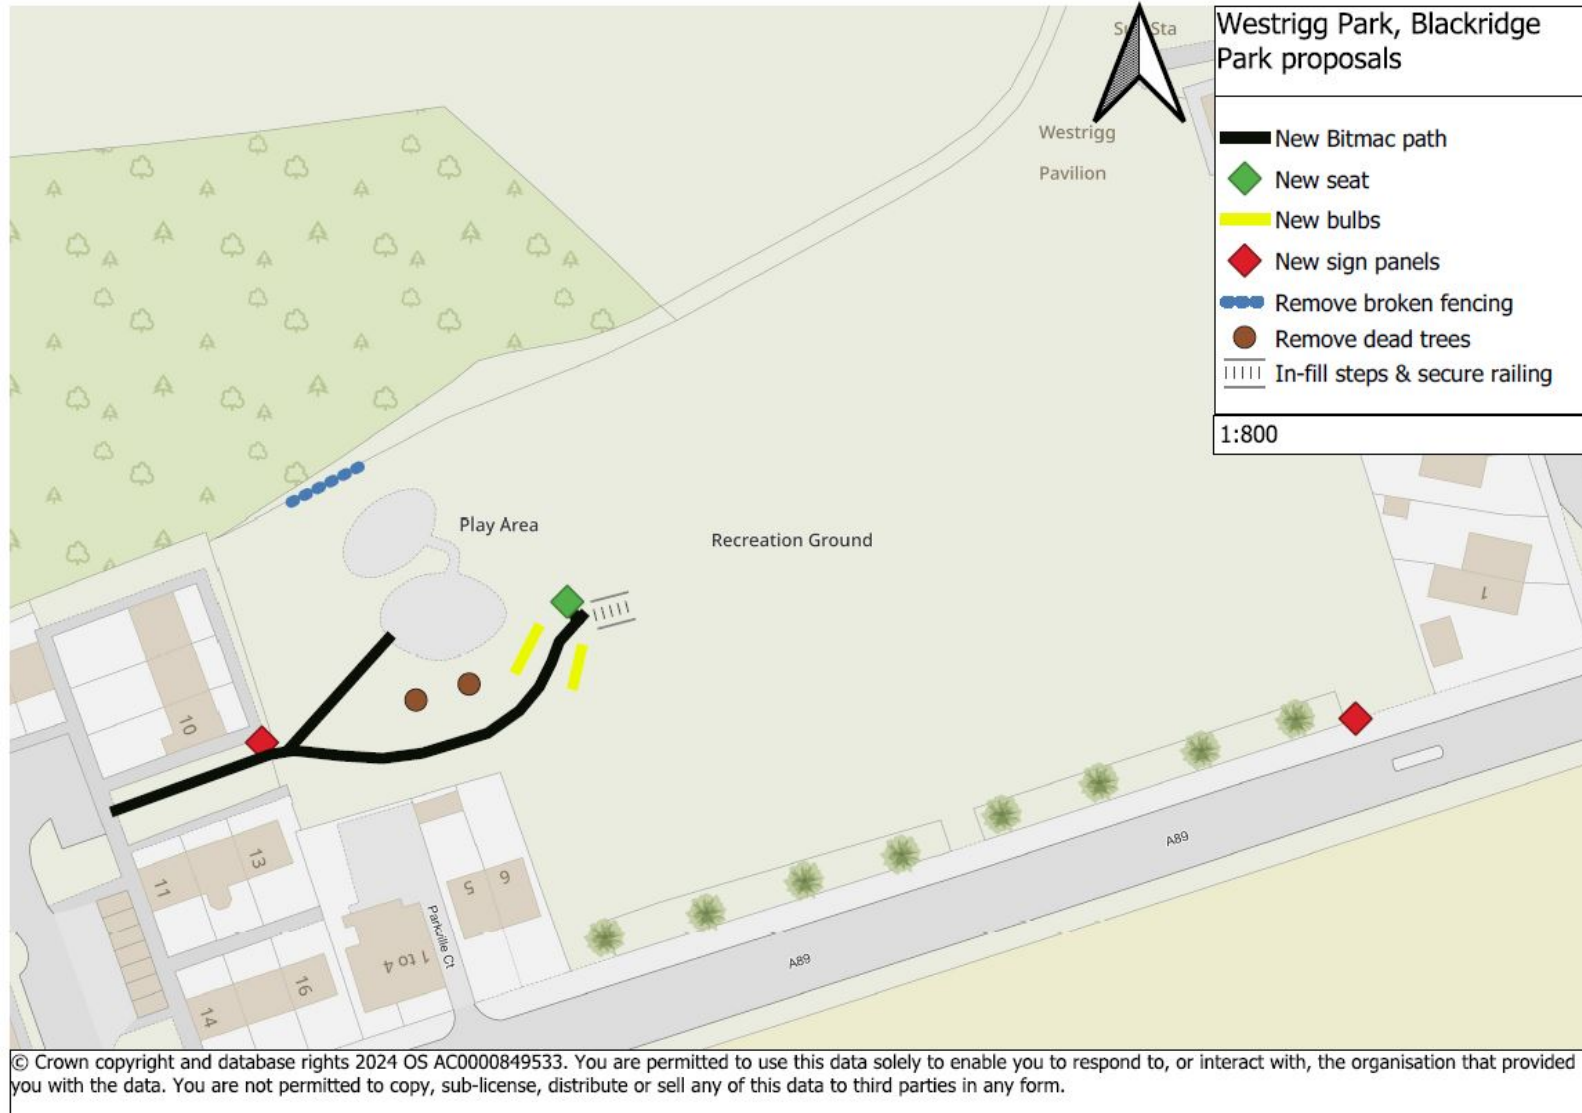 Westrigg Park, Blackridge
Park proposals
New Bitmac path
New seat
New bulbs
New sign panels
Remove broken fencing
Remove dead trees
In-fill steps & secure railing
1:800
Sta
Westrigg
Pavilion
Play Area
Recreation Ground
1
10
13
11
5
6
Parkville Ct
1 to 4
16
14
A89
A89
© Crown copyright and database rights 2024 OS AC0000849533. You are permitted to use this data solely to enable you to respond to, or interact with, the organisation that provided
you with the data. You are not permitted to copy, sub-license, distribute or sell any of this data to third parties in any form.